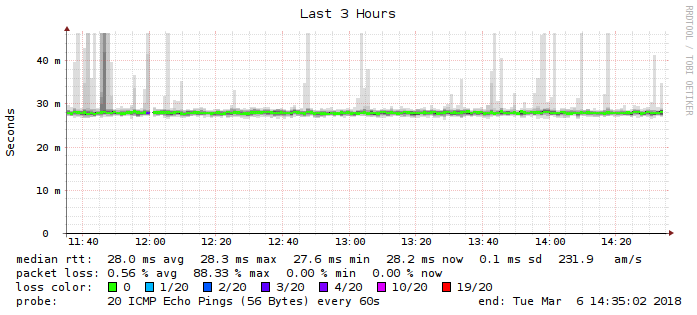 Last 3 Hours
RRDTOOL / TOBI OETIKER
Seconds
40 m
30 m
20 m
10 m
0
11:40 12:00 12:20 12:40 13:00 13:20 13:40 14:00 14:20
median rtt: 28.0 ms avg 28.3 ms max 27.6 ms min 28.2 ms now 0.1 ms sd 231.9 am/s
packet loss: 0.56 % avg 88.33 % max 0.00 % min 0.00 % now
loss color: 0 1/20 2/20 3/20 4/20 10/20 19/20
probe: 20 ICMP Echo Pings (56 Bytes) every 60s end: Tue Mar 6 14:35:02 2018